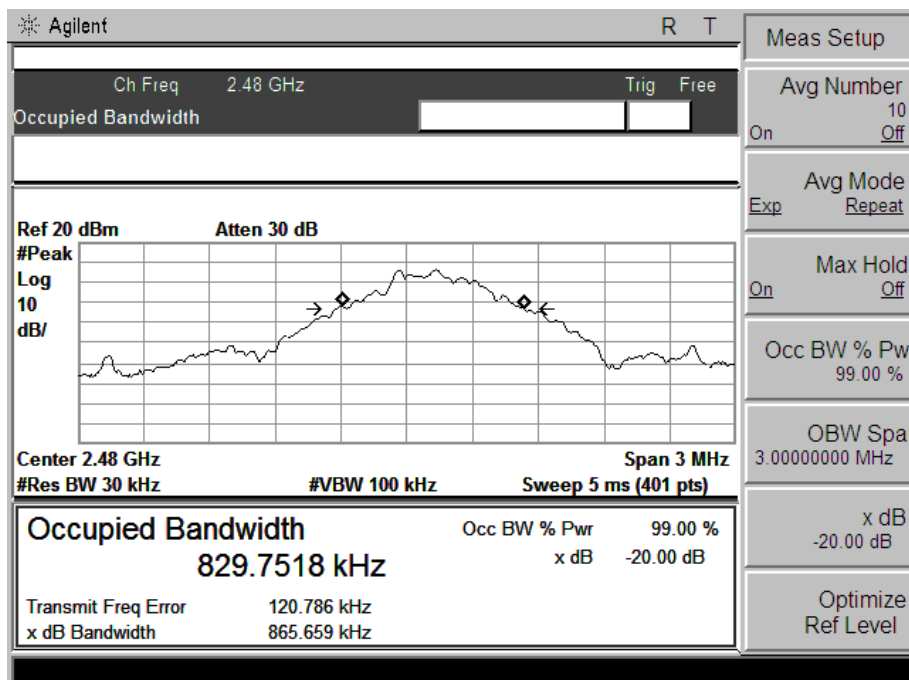 Agilent R T
Ch Freq 2.48 GHz Trig Free
Occupied Bandwidth
Ref 20 dBm Atten 30 dB
#Peak
Log
10
dB/
Center 2.48 GHz Span 3 MHz
#Res BW 30 kHz #VBW 100 kHz Sweep 5 ms (401 pts)
Occupied Bandwidth
829.7518 kHz
Occ BW % Pwr 99.00 %
x dB -20.00 dB
Transmit Freq Error 120.786 kHz
x dB Bandwidth 865.659 kHz
Meas Setup
Avg Number
10
On Off
Avg Mode
Exp Repeat
Max Hold
On Off
Occ BW % Pw
99.00 %
OBW Spa
3.00000000 MHz
x dB
-20.00 dB
Optimize
Ref Level